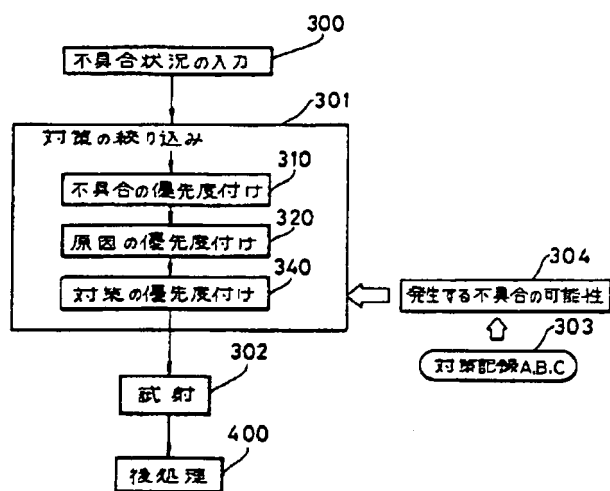 300
不具合状況の入力
301
対策の絞り込み
310
不具合の優先度付け
320
原因の優先度付け
340
対策の優先度付け
304
発生する不具合の可能性
303
対策記録A.B.C
302
試射
400
後処理